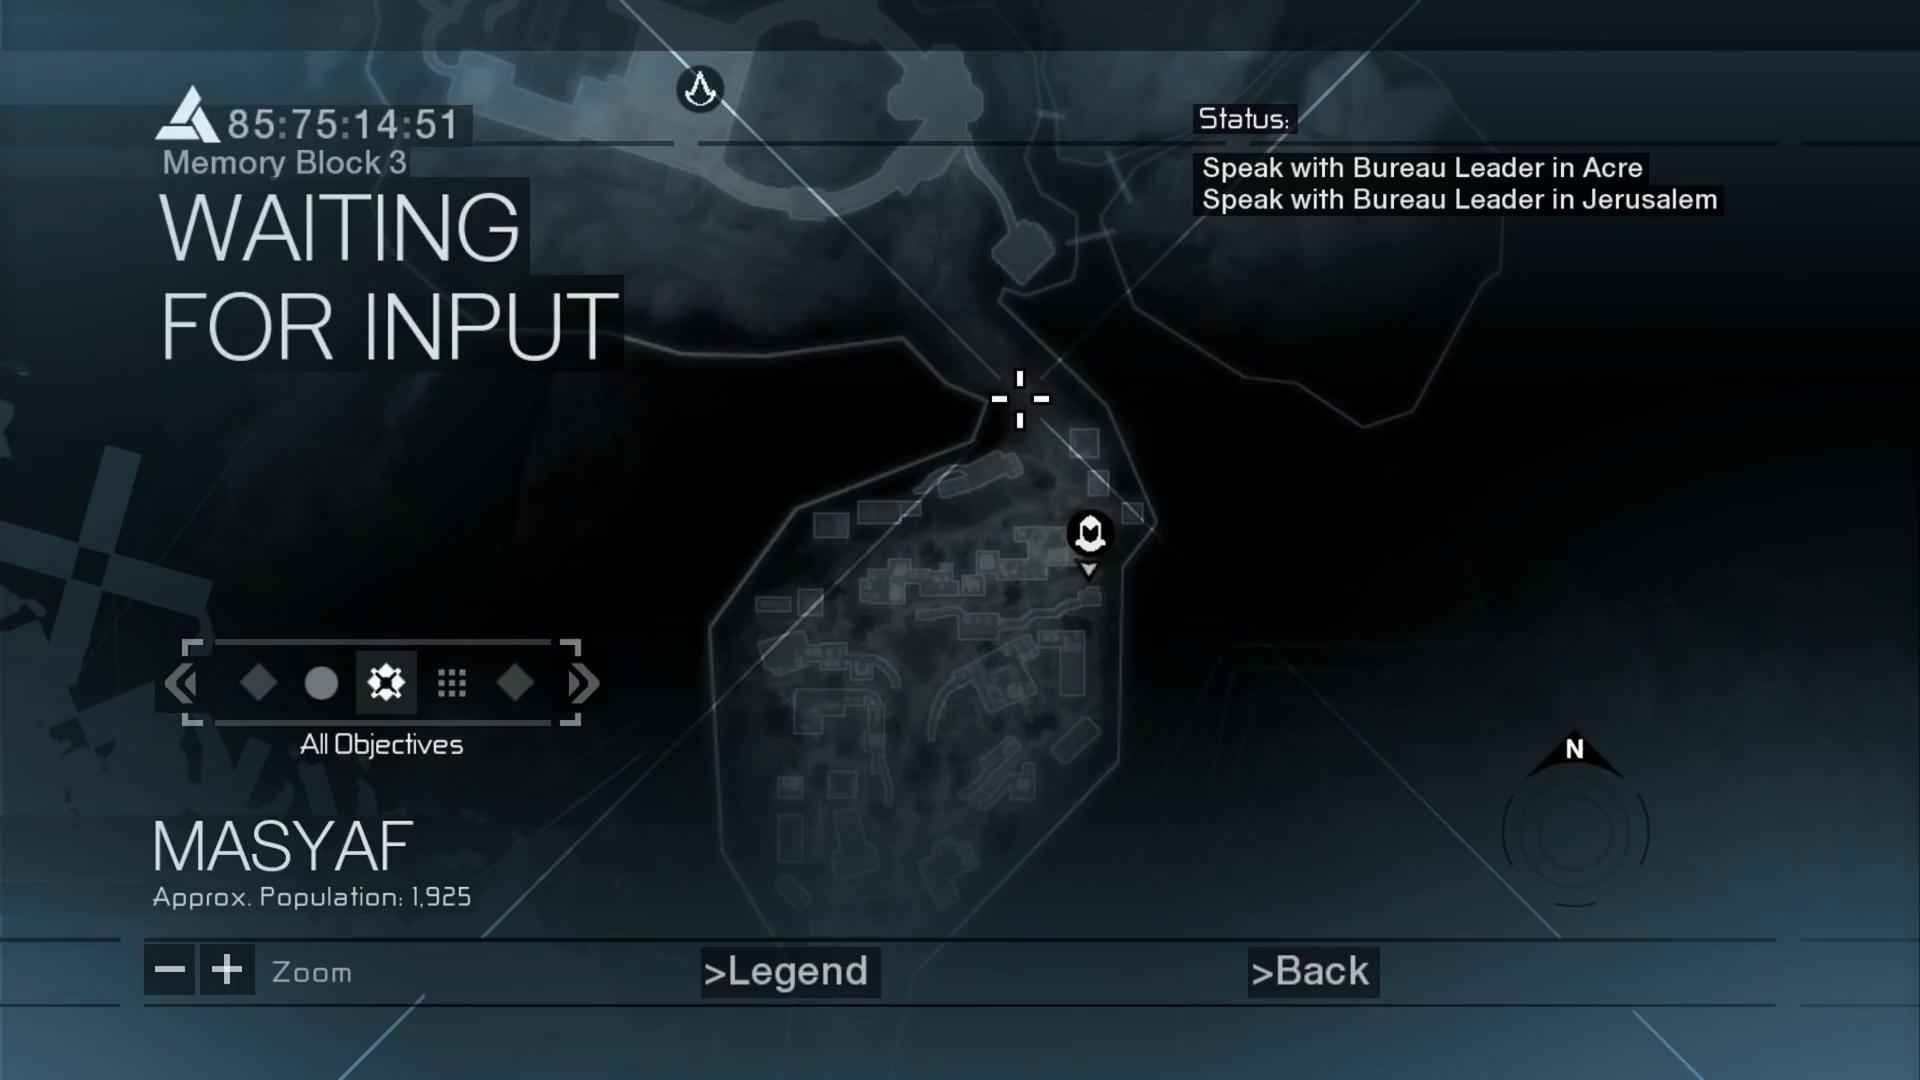 85:75:14:51
Memory Block 3
WAITING
FOR INPUT
Status:
Speak with Bureau Leader in Acre
Speak with Bureau Leader in Jerusalem
All Objectives
N
MASYAF
Approx. Population: 1,925
Zoom
>Legend
>Back